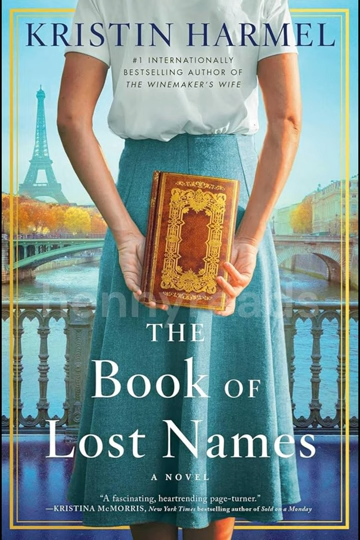 KRISTIN HARMEL
#1 INTERNATIONALLY
BESTSELLING AUTHOR OF
THE WINEMAKER'S WIFE
THE
Book OF
Lost Names
A NOVEL
"A fascinating, heartrending page-turner."
—KRISTINA McMORRIS, New York Times bestselling author of Sold on a Monday